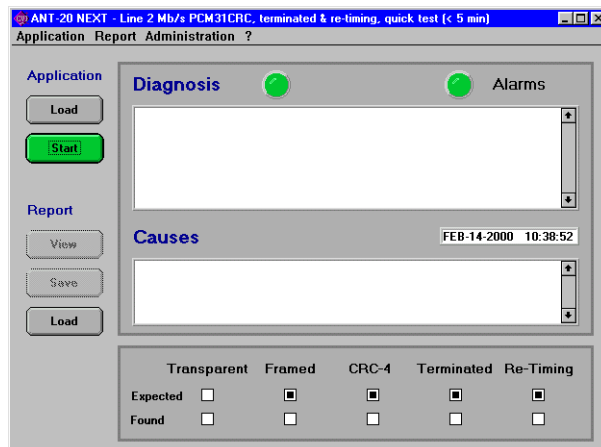 ANT-20 NEXT - Line 2 Mb/s PCM31CRC, terminated & re-timing, quick test (< 5 min)
Application Report Administration ?
Application
Diagnosis
Alarms
Load
Start
Report
View
Causes
FEB-14-2000 10:38:52
Save
Load
Transparent Framed CRC-4 Terminated Re-Timing
Expected
Found